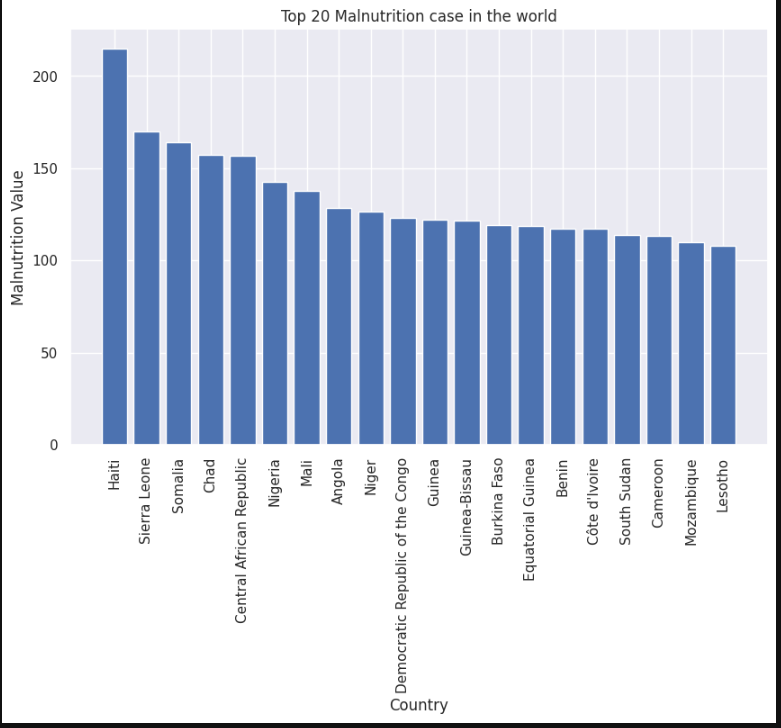 Top 20 Malnutrition case in the world
Malnutrition Value
200
150
100
50
0
Haiti
Sierra Leone
Somalia
Chad
Central African Republic
Nigeria
Mali
Angola
Niger
Democratic Republic of the Congo
Guinea
Guinea-Bissau
Burkina Faso
Equatorial Guinea
Benin
Côte d'Ivoire
South Sudan
Cameroon
Mozambique
Lesotho
Country